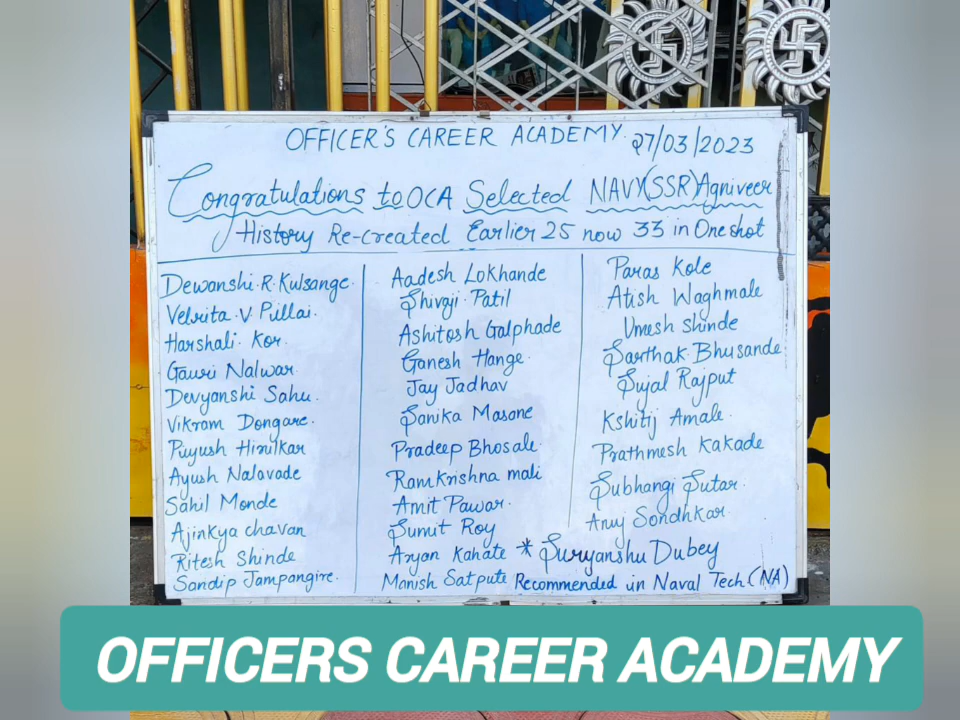 OFFICER'S CAREER ACADEMY. 27/03/2023
Congratulations to OCA Selected NAVY(SSR)Agniveer
History Re-created Earlier 25 now 33 in One shot
Dewanshi.R.Kulsange.
Velrita.V Pillai.
Harshali. Kor.
Gauri Nalwar.
Devyanshi Sahu.
Vikram Dongare.
Puyush Hirulkar
Ayush Nalavade
Sahil Monde
Ajinkya chavan
Ritesh Shinde
Sandip Jampangire.
Aadesh Lokhande
Shivaji Patil
Ashitosh Galphade
Ganesh Hange.
Jay Jadhav
Sanika Masane
Pradeep Bhosale.
Ramkrishna mali
Amit Pawar.
Sumit Roy
Aryan Kahate
Manish Satpute
Paras Kole
Atish Waghmale
Umesh Shinde
Sarthak Bhusande
Sujal Rajput
Kshitij Amale.
Prathmesh Kakade
Subhangi Sutar.
Anuj Sondhkar
* Suryanshu Dubey
Recommended in Naval Tech.(NA)
OFFICERS CAREER ACADEMY